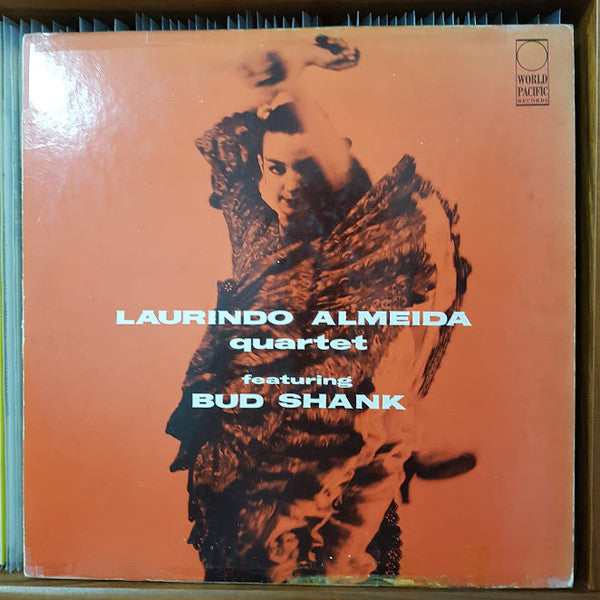 WORLD
PACIFIC
RECORDS
LAURINDO ALMEIDA
quartet
featuring
BUD SHANK